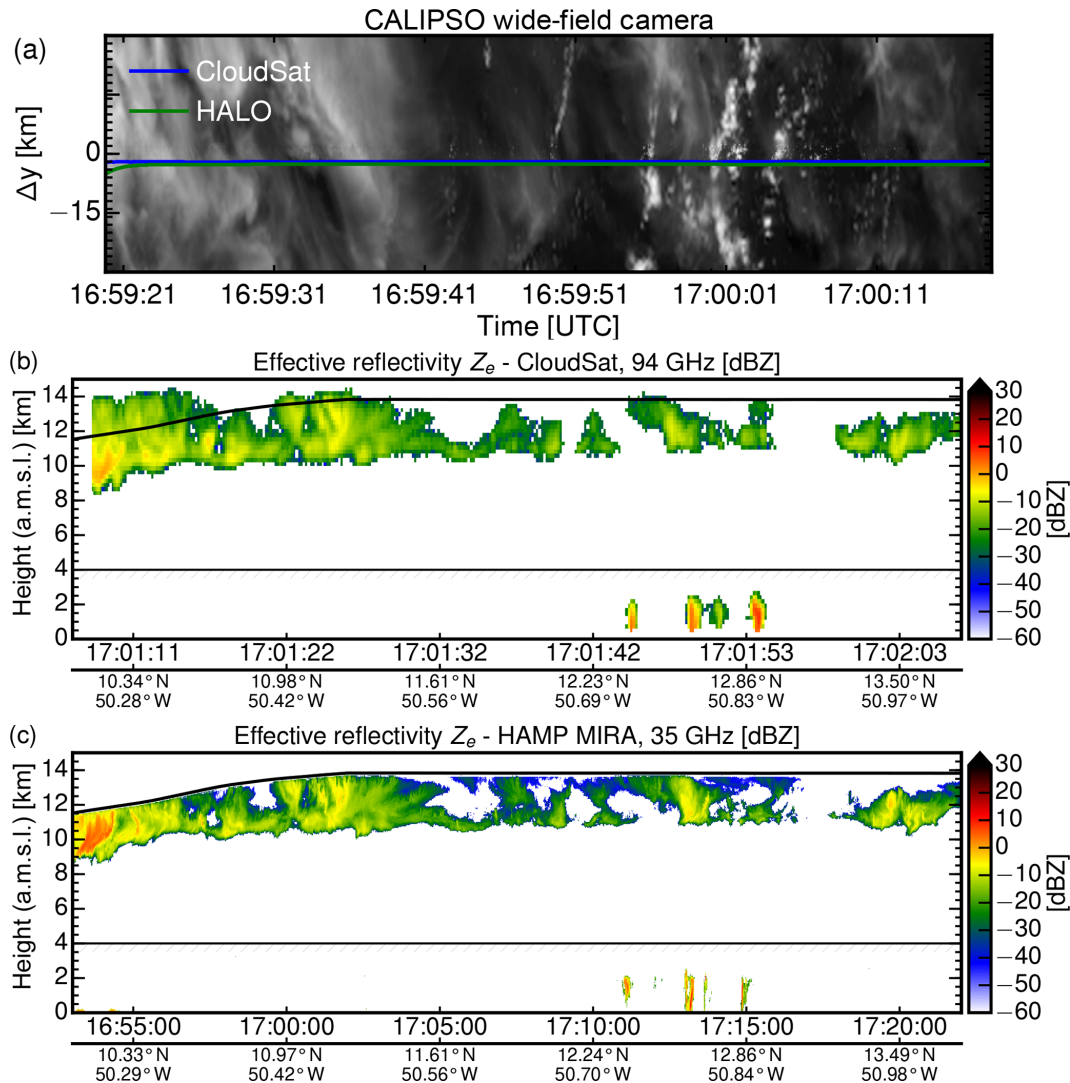 CALIPSO wide-field camera
(a)
CloudSat
HALO
Δy [km]
0
−15
16:59:21 16:59:31 16:59:41 16:59:51 17:00:01 17:00:11
Time [UTC]
(b)
Effective reflectivity Ze - CloudSat, 94 GHz [dBZ]
Height (a.m.s.l.) [km]
14
12
10
8
6
4
2
0
30
20
10
0
−10
−20
−30
−40
−50
−60
[dBZ]
17:01:11 17:01:22 17:01:32 17:01:42 17:01:53 17:02:03
10.34°N 10.98°N 11.61°N 12.23°N 12.86°N 13.50°N
50.28°W 50.42°W 50.56°W 50.69°W 50.83°W 50.97°W
(c)
Effective reflectivity Ze - HAMP MIRA, 35 GHz [dBZ]
Height (a.m.s.l.) [km]
14
12
10
8
6
4
2
0
30
20
10
0
−10
−20
−30
−40
−50
−60
[dBZ]
16:55:00 17:00:00 17:05:00 17:10:00 17:15:00 17:20:00
10.33°N 10.97°N 11.61°N 12.24°N 12.86°N 13.49°N
50.29°W 50.42°W 50.56°W 50.70°W 50.84°W 50.98°W